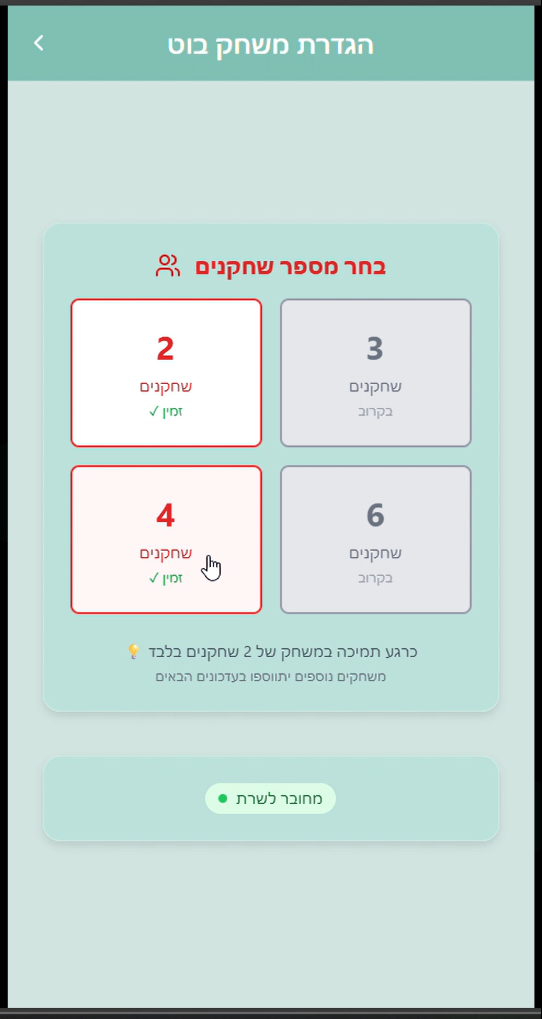 הגדרת משחק בוט
בחר מספר שחקנים
3
שחקנים
בקרוב
2
שחקנים
זמין ✓
6
שחקנים
בקרוב
4
שחקנים
זמין ✓
כרגע תמיכה במשחק של 2 שחקנים בלבד 💡
משחקים נוספים יתווספו בעדכונים הבאים
מחובר לשרת